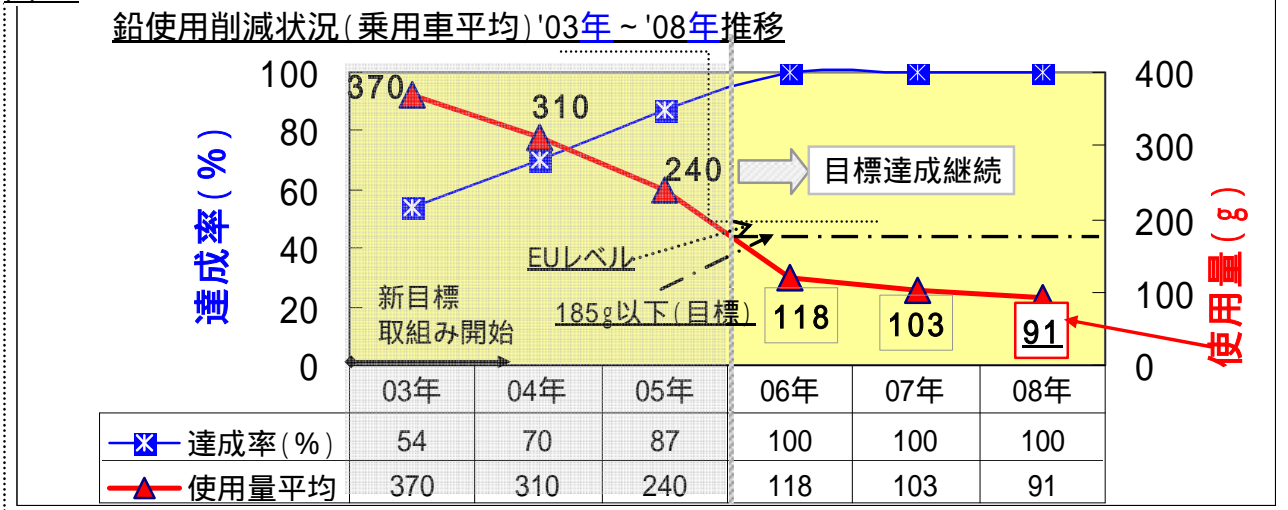 鉛使用削減状況(乗用車平均)'03年~'08年推移
100
80
60
40
20
0
達成率(%)
400
300
200
100
0
使用量(g)
370
310
240
目標達成継続
EUレベル
185g以下(目標)
新目標
取組み開始
118
103
91
03年 04年 05年 06年 07年 08年
達成率(%) 54 70 87 100 100 100
使用量平均 370 310 240 118 103 91